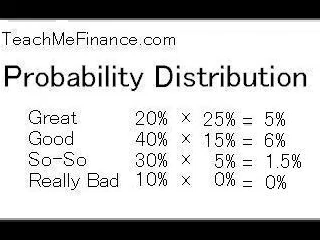 TeachMeFinance.com
Probability Distribution
Great 20% × 25% = 5%
Good 40% × 15% = 6%
So-So 30% × 5% = 1.5%
Really Bad 10% × 0% = 0%